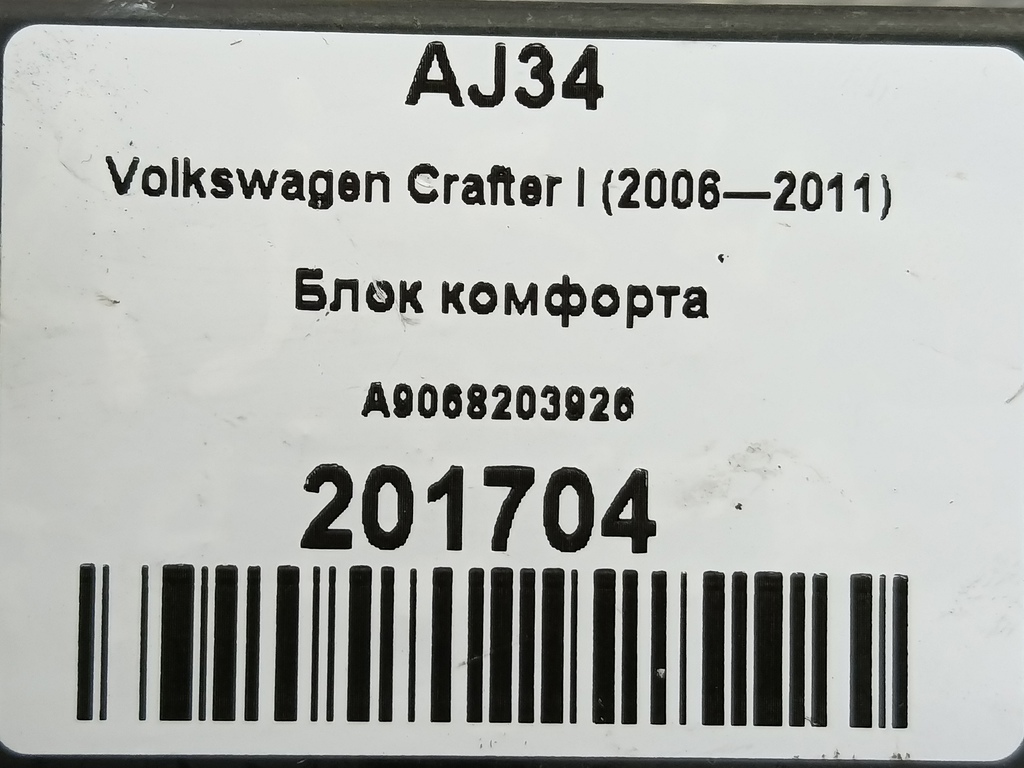 AJ34
Volkswagen Crafter I (2006—2011)
Блок комфорта
A9068203926
201704